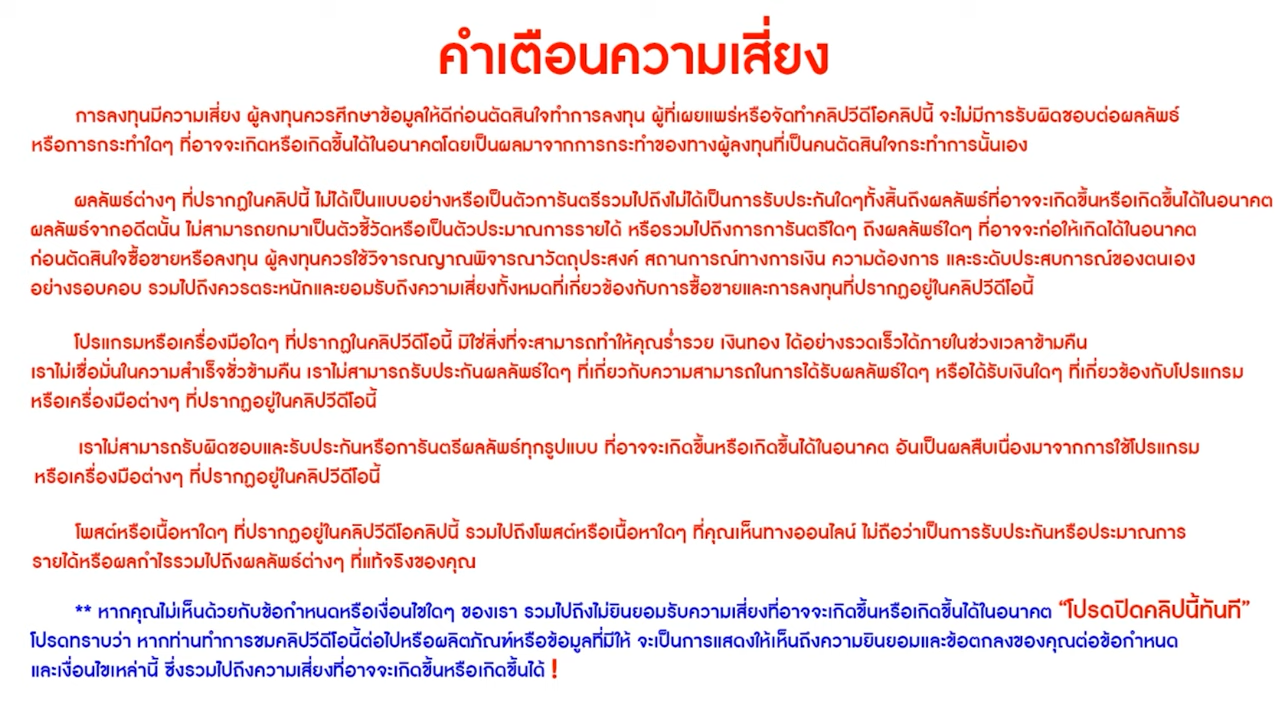 คำเตือนความเสี่ยง
การลงทุนมีความเสี่ยง ผู้ลงทุนควรศึกษาข้อมูลให้ดีก่อนตัดสินใจทำการลงทุน ผู้ที่เผยแพร่หรือจัดทำคลิปวีดีโอคลิปนี้ จะไม่มีการรับผิดชอบต่อผลลัพธ์
หรือการกระทำใดๆ ที่อาจจะเกิดหรือเกิดขึ้นได้ในอนาคตโดยเป็นผลมาจากการกระทำของทางผู้ลงทุนที่เป็นคนตัดสินใจกระทำการนั้นเอง
ผลลัพธ์ต่างๆ ที่ปรากฏในคลิปนี้ ไม่ได้เป็นแบบอย่างหรือเป็นตัวการันตรีรวมไปถึงไม่ได้เป็นการรับประกันใดๆทั้งสิ้นถึงผลลัพธ์ที่อาจจะเกิดขึ้นหรือเกิดขึ้นได้ในอนาคต
ผลลัพธ์จากอดีตนั้น ไม่สามารถยกมาเป็นตัวชี้วัดหรือเป็นตัวประมาณการรายได้ หรือรวมไปถึงการการันตรีใดๆ ถึงผลลัพธ์ใดๆ ที่อาจจะก่อให้เกิดได้ในอนาคต
ก่อนตัดสินใจซื้อขายหรือลงทุน ผู้ลงทุนควรใช้วิจารณญาณพิจารณาวัตถุประสงค์ สถานการณ์ทางการเงิน ความต้องการ และระดับประสบการณ์ของตนเอง
อย่างรอบคอบ รวมไปถึงควรตระหนักและยอมรับถึงความเสี่ยงทั้งหมดที่เกี่ยวข้องกับการซื้อขายและการลงทุนที่ปรากฏอยู่ในคลิปวีดีโอนี้
โปรแกรมหรือเครื่องมือใดๆ ที่ปรากฏในคลิปวีดีโอนี้ มิใช่สิ่งที่จะสามารถทำให้คุณร่ำรวย เงินทอง ได้อย่างรวดเร็วได้ภายในช่วงเวลาข้ามคืน
เราไม่เชื่อมั่นในความสำเร็จชั่วข้ามคืน เราไม่สามารถรับประกันผลลัพธ์ใดๆ ที่เกี่ยวกับความสามารถในการได้รับผลลัพธ์ใดๆ หรือได้รับเงินใดๆ ที่เกี่ยวข้องกับโปรแกรม
หรือเครื่องมือต่างๆ ที่ปรากฏอยู่ในคลิปวีดีโอนี้
เราไม่สามารถรับผิดชอบและรับประกันหรือการันตรีผลลัพธ์ทุกรูปแบบ ที่อาจจะเกิดขึ้นหรือเกิดขึ้นได้ในอนาคต อันเป็นผลสืบเนื่องมาจากการใช้โปรแกรม
หรือเครื่องมือต่างๆ ที่ปรากฏอยู่ในคลิปวีดีโอนี้
โพสต์หรือเนื้อหาใดๆ ที่ปรากฏอยู่ในคลิปวีดีโอคลิปนี้ รวมไปถึงโพสต์หรือเนื้อหาใดๆ ที่คุณเห็นทางออนไลน์ ไม่ถือว่าเป็นการรับประกันหรือประมาณการ
รายได้หรือผลกำไรรวมไปถึงผลลัพธ์ต่างๆ ที่แท้จริงของคุณ
** หากคุณไม่เห็นด้วยกับข้อกำหนดหรือเงื่อนไขใดๆ ของเรา รวมไปถึงไม่ยินยอมรับความเสี่ยงที่อาจจะเกิดขึ้นหรือเกิดขึ้นได้ในอนาคต “โปรดปิดคลิปนี้ทันที”
โปรดทราบว่า หากท่านทำการชมคลิปวีดีโอนี้ต่อไปหรือผลิตภัณฑ์หรือข้อมูลที่มีให้ จะเป็นการแสดงให้เห็นถึงความยินยอมและข้อตกลงของคุณต่อข้อกำหนด
และเงื่อนไขเหล่านี้ ซึ่งรวมไปถึงความเสี่ยงที่อาจจะเกิดขึ้นหรือเกิดขึ้นได้ !